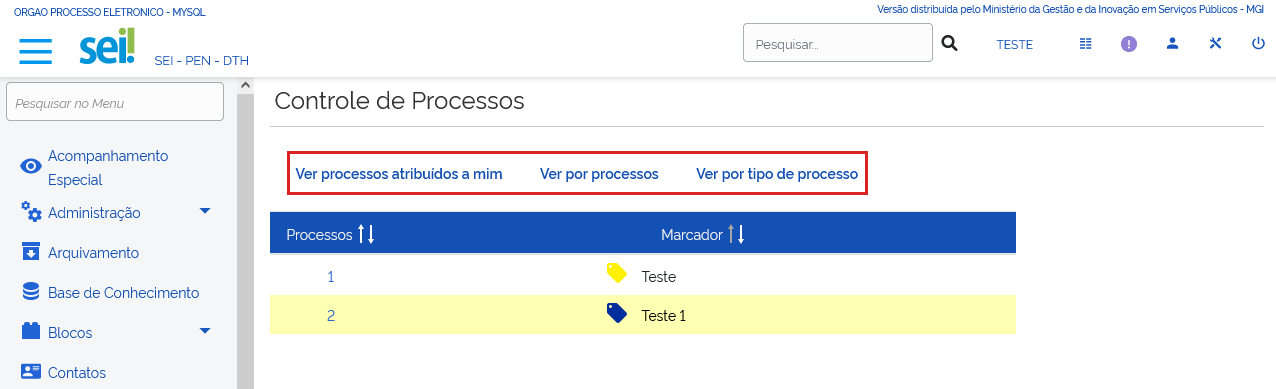 ORGAO PROCESSO ELETRONICO - MYSQL
Versão distribuída pelo Ministério da Gestão e da Inovação em Serviços Públicos - MGI
sei!
SEI - PEN - DTH
Pesquisar...
TESTE
Pesquisar no Menu
Acompanhamento
Especial
Administração
Arquivamento
Base de Conhecimento
Blocos
Contatos
Controle de Processos
Ver processos atribuídos a mim
Ver por processos
Ver por tipo de processo
Processos
Marcador
1
Teste
2
Teste 1